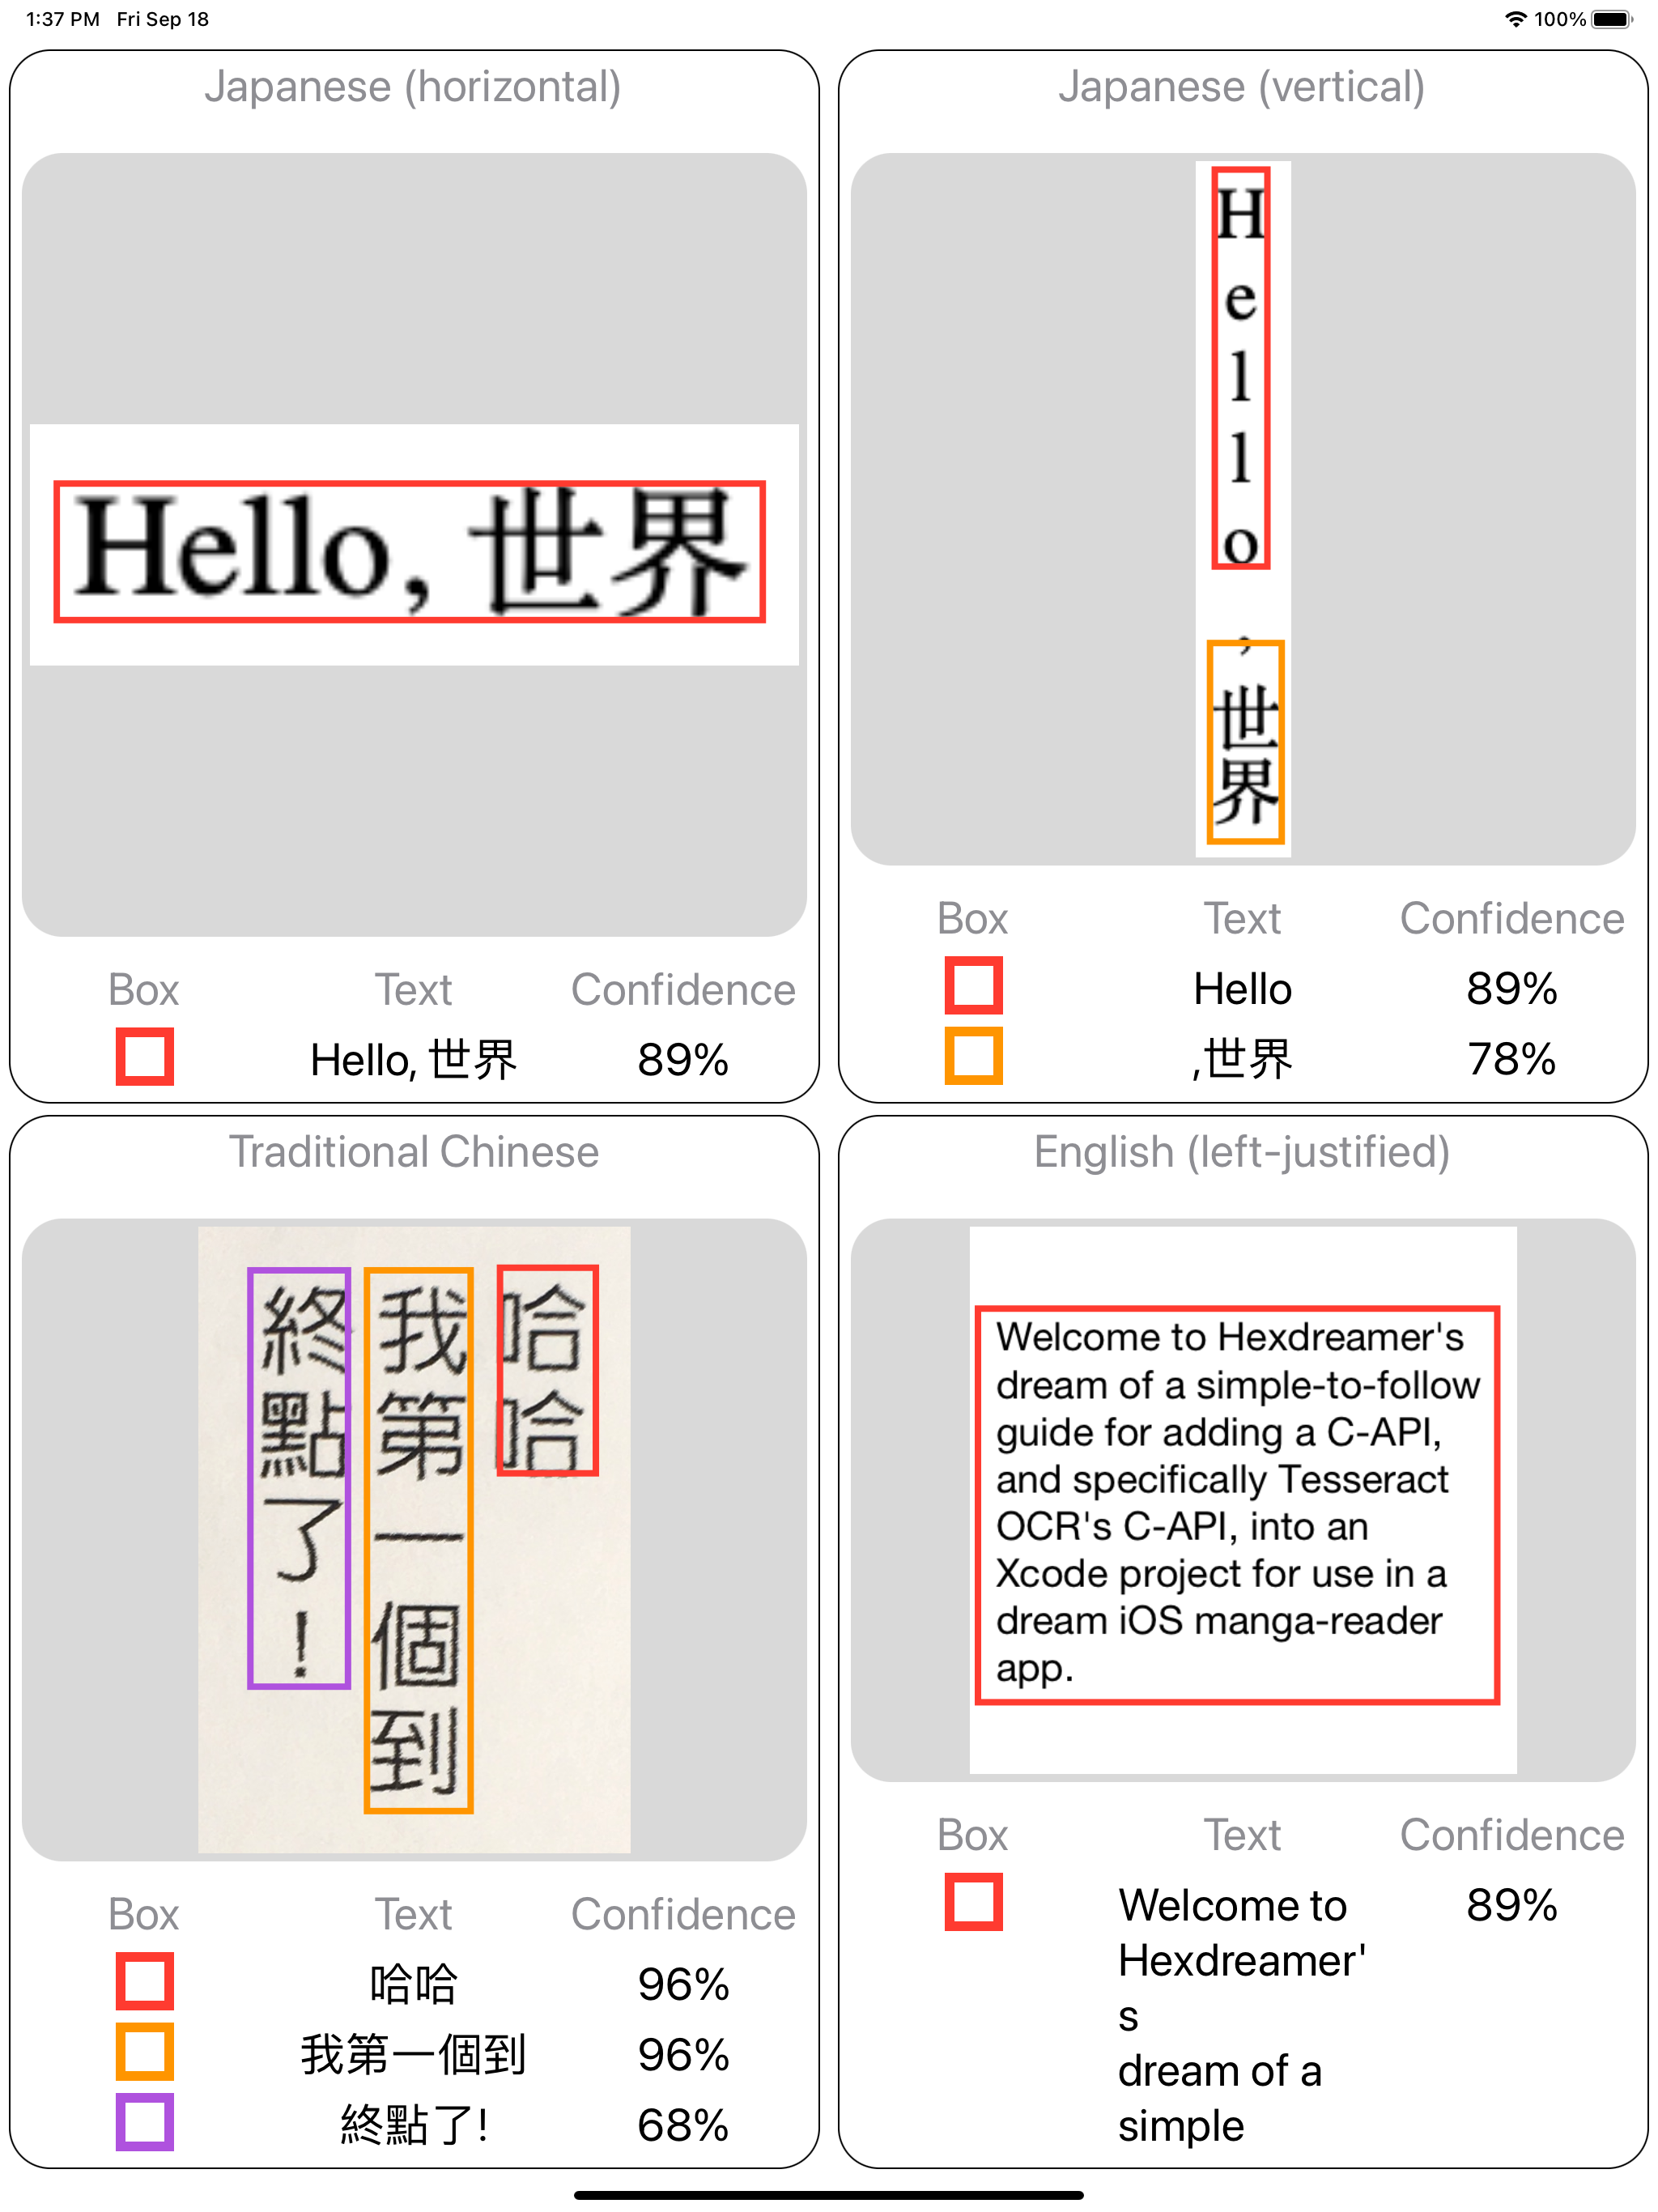 1:37 PM Fri Sep 18
100%
Japanese (horizontal)
Hello, 世界
Box Text Confidence
Hello, 世界 89%
Japanese (vertical)
Hello
,世界
Box Text Confidence
Hello 89%
,世界 78%
Traditional Chinese
哈哈
我第一個到
終點了!
Box Text Confidence
哈哈 96%
我第一個到 96%
終點了! 68%
English (left-justified)
Welcome to Hexdreamer's
dream of a simple-to-follow
guide for adding a C-API,
and specifically Tesseract
OCR's C-API, into an
Xcode project for use in a
dream iOS manga-reader
app.
Box Text Confidence
Welcome to 89%
Hexdreamer'
s
dream of a
simple